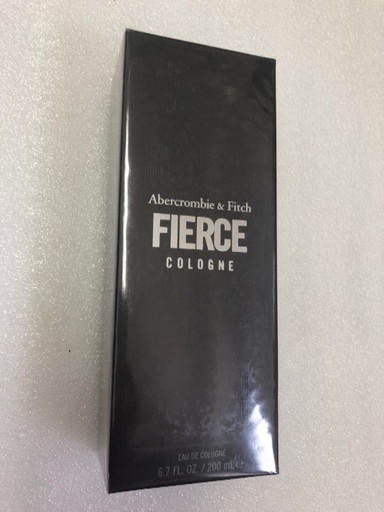 Abercrombie & Fitch
FIERCE
COLOGNE
EAU DE COLOGNE
6.7 FL. OZ. / 200 mL ℮